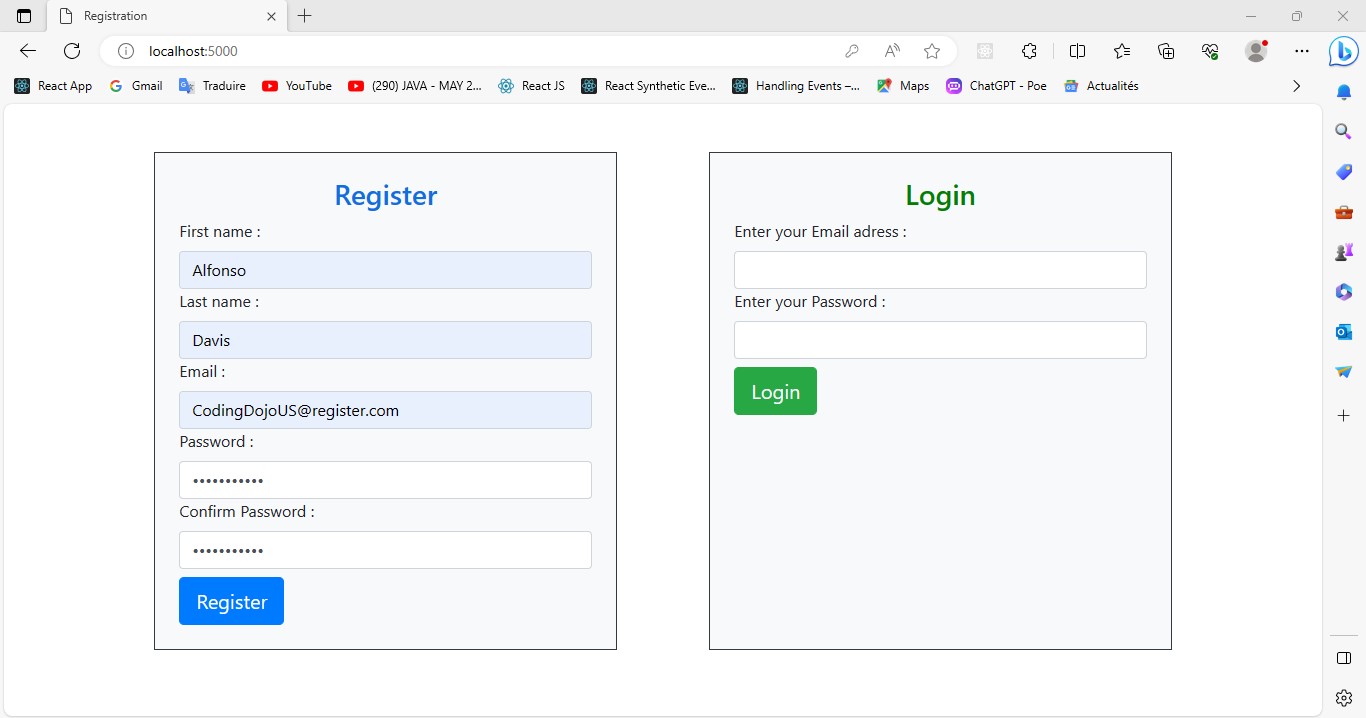 Registration
localhost:5000
React App
Gmail
Traduire
YouTube
(290) JAVA - MAY 2...
React JS
React Synthetic Eve...
Handling Events –...
Maps
ChatGPT - Poe
Actualités
Register
First name :
Alfonso
Last name :
Davis
Email :
CodingDojoUS@register.com
Password :
•••••••••••
Confirm Password :
•••••••••••
Register
Login
Enter your Email adress :
Enter your Password :
Login